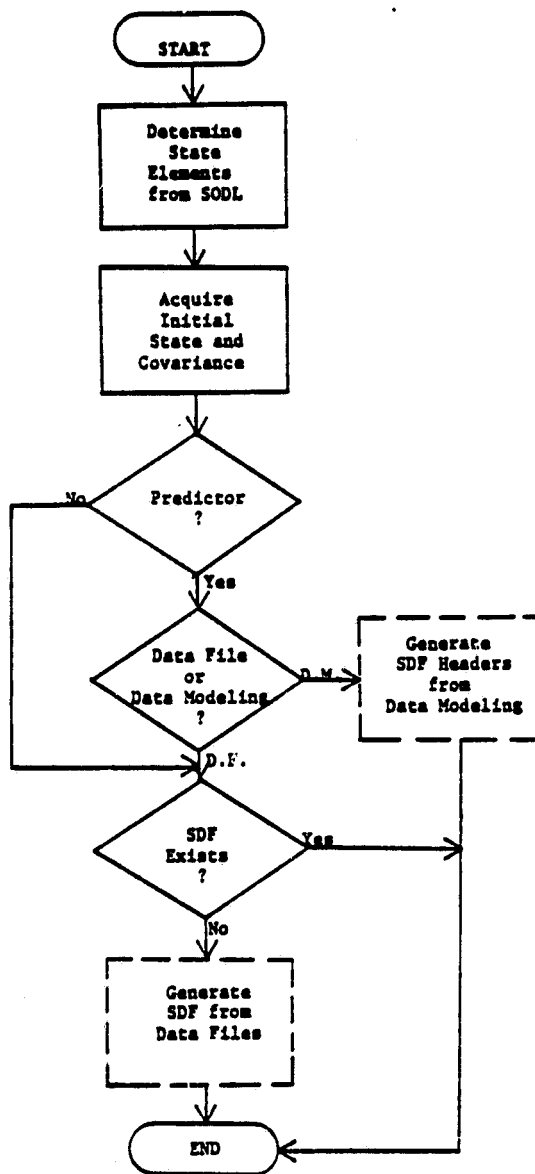 START
Determine
State
Elements
from SODL
Acquire
Initial
State and
Covariance
Predictor
?
No
Yes
Data File
or
Data Modeling
?
D.M.
Generate
SDF Headers
from
Data Modeling
D.F.
SDF
Exists
?
Yes
No
Generate
SDF from
Data Files
END